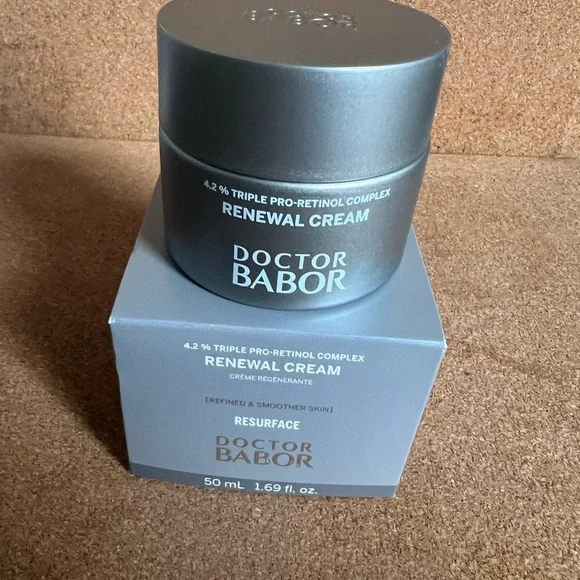 BABOR
4.2 % TRIPLE PRO-RETINOL COMPLEX
RENEWAL CREAM
DOCTOR
BABOR
4.2 % TRIPLE PRO-RETINOL COMPLEX
RENEWAL CREAM
CRÈME RÉGÉNÉRANTE
[REFINED & SMOOTHER SKIN]
RESURFACE
DOCTOR
BABOR
50 mL 1.69 fl. oz.